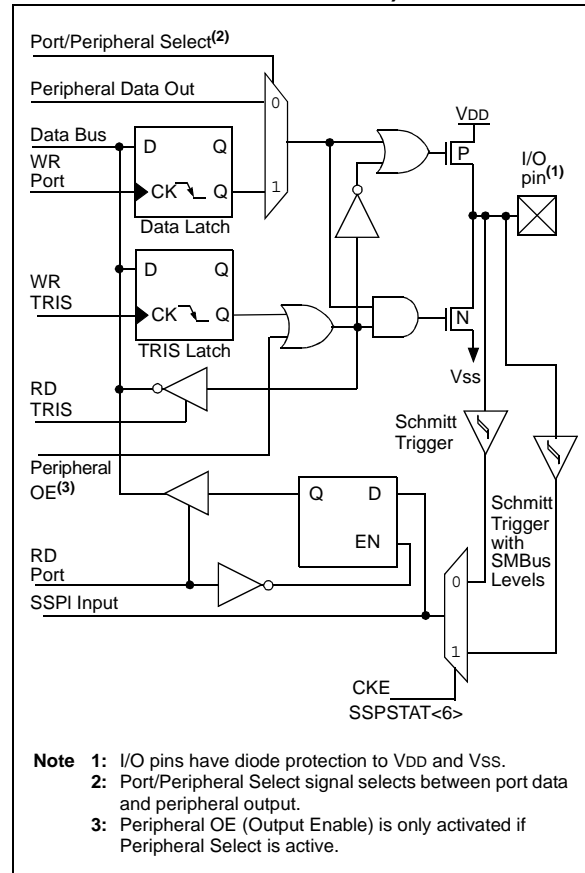 Port/Peripheral Select(2)
Peripheral Data Out
Data Bus
WR
Port
D Q
CK Q
Data Latch
0
1
VDD
P
I/O
pin(1)
WR
TRIS
D Q
CK Q
TRIS Latch
N
Vss
RD
TRIS
Schmitt
Trigger
Peripheral
OE(3)
Q D
EN
Schmitt
Trigger
with
SMBus
Levels
RD
Port
SSPI Input
0
1
CKE
SSPSTAT<6>
Note 1: I/O pins have diode protection to VDD and VSS.
2: Port/Peripheral Select signal selects between port data
and peripheral output.
3: Peripheral OE (Output Enable) is only activated if
Peripheral Select is active.